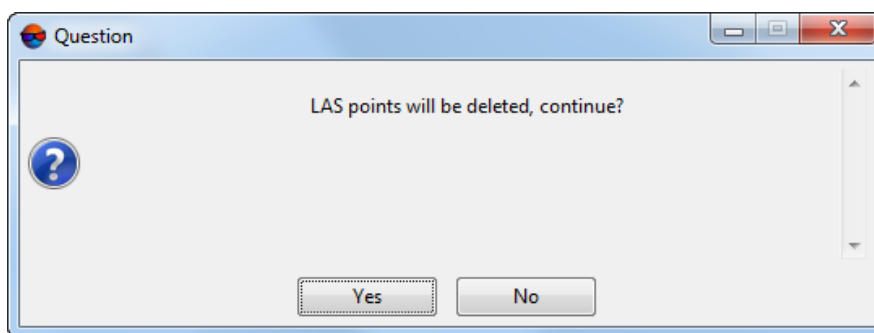 Question
LAS points will be deleted, continue?
Yes
No